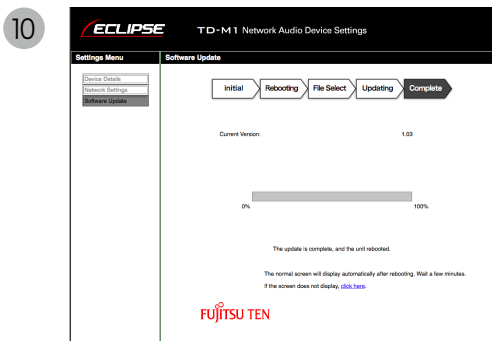 10
ECLIPSE
TD-M1 Network Audio Device Settings
Settings Menu
Software Update
Device Details
Network Settings
Software Update
initial
Rebooting
File Select
Updating
Complete
Current Version: 1.03
0% 100%
The update is complete, and the unit rebooted.
The normal screen will display automatically after rebooting. Wait a few minutes.
If the screen does not display, click here.
FUJITSU TEN